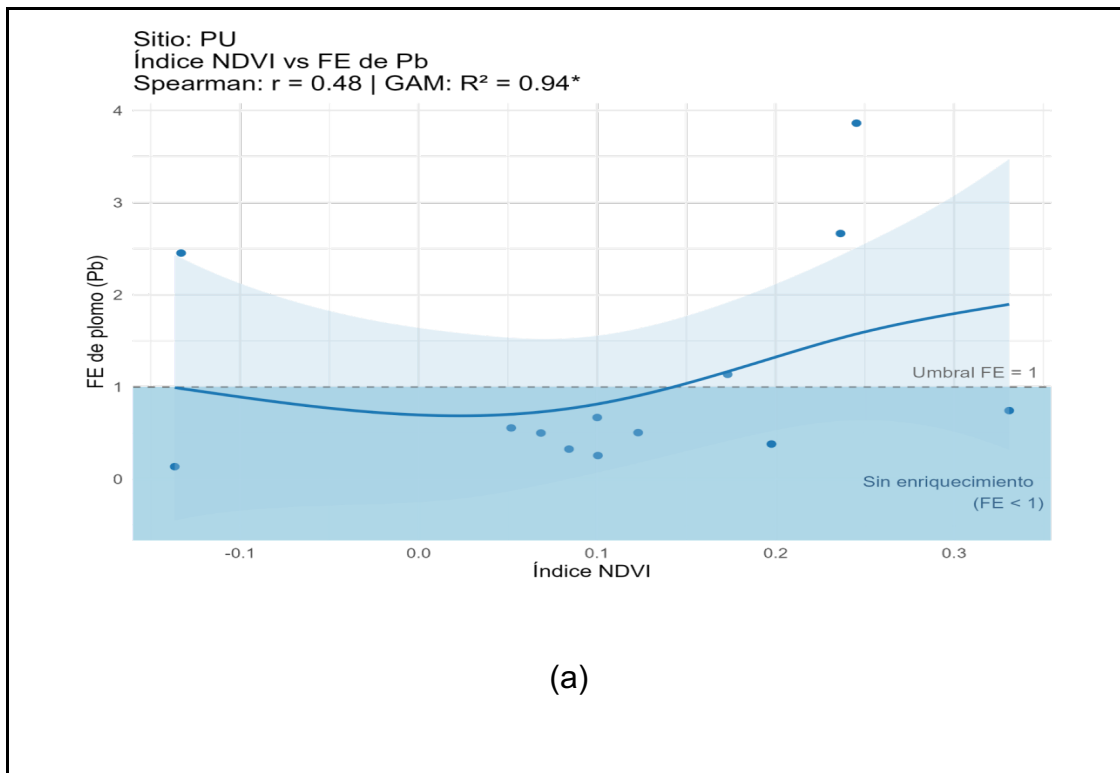 Sitio: PU
Índice NDVI vs FE de Pb
Spearman: r = 0.48 | GAM: R² = 0.94*
4
3
2
1
0
FE de plomo (Pb)
Umbral FE = 1
Sin enriquecimiento
(FE < 1)
-0.1 0.0 0.1 0.2 0.3
Índice NDVI
(a)